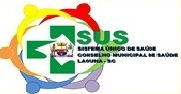 SUS
SISTEMA ÚNICO DE SAÚDE
CONSELHO MUNICIPAL DE SAÚDE
LAGUNA - SC